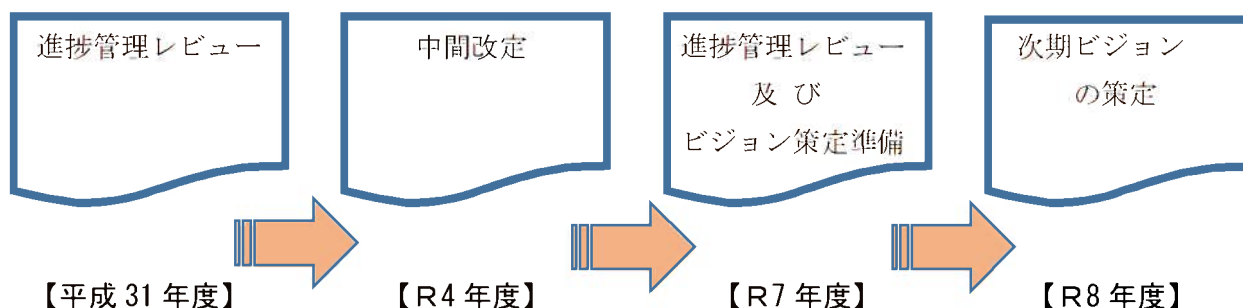 進捗管理レビュー
中間改定
進捗管理レビュー
及 び
ビジョン策定準備
次期ビジョン
の策定
【平成 31 年度】
【R4 年度】
【R7 年度】
【R8 年度】